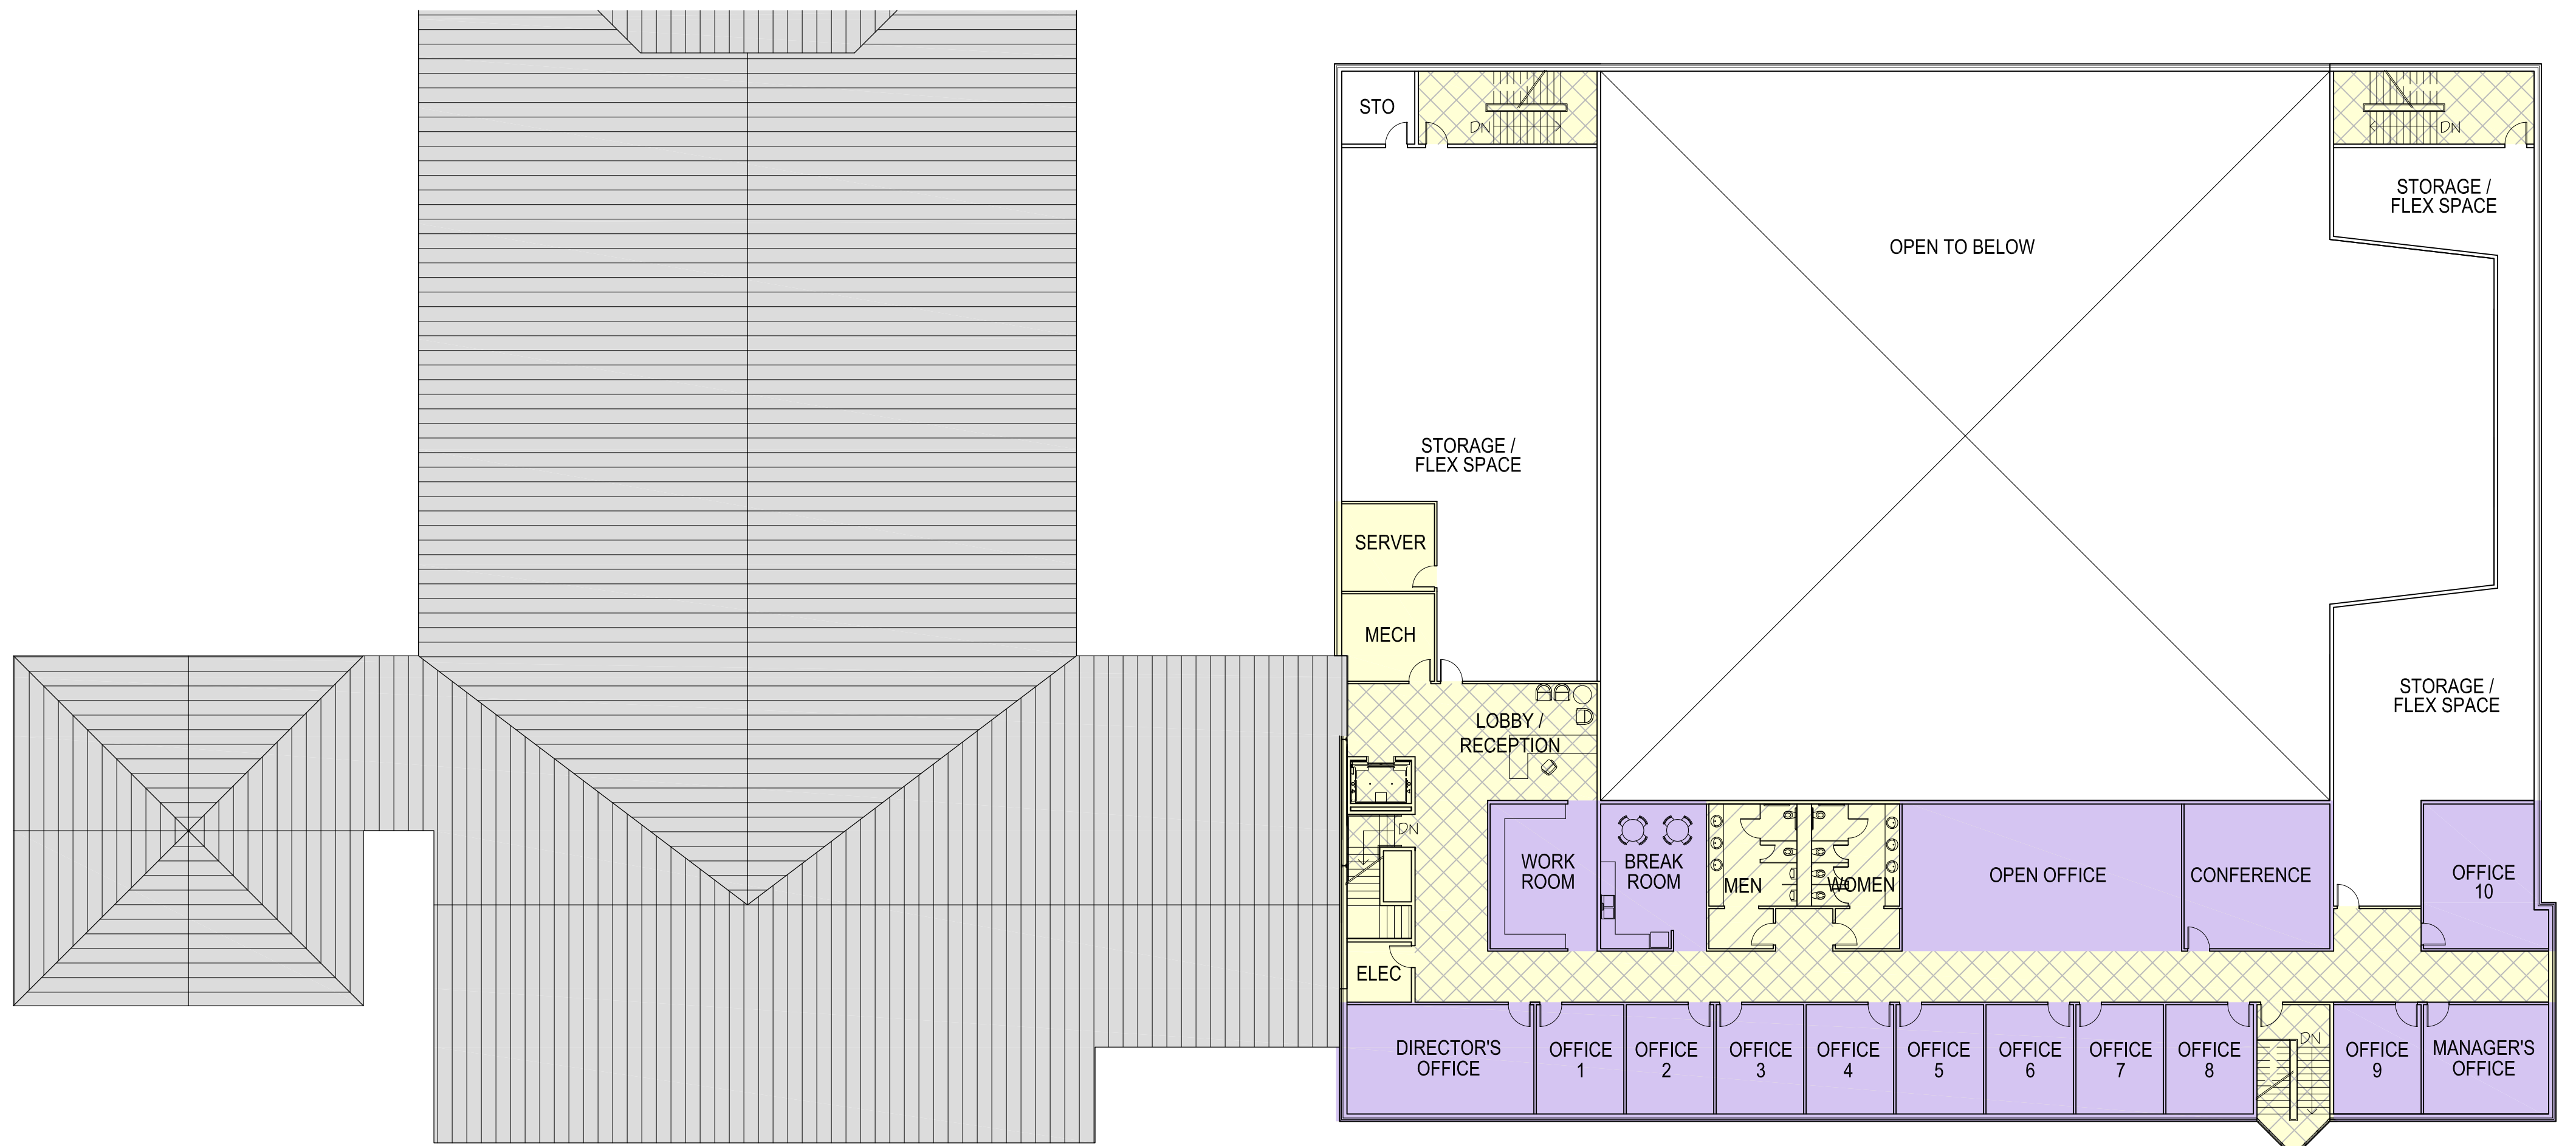 STO
DN
DN
STORAGE /
FLEX SPACE
OPEN TO BELOW
STORAGE /
FLEX SPACE
SERVER
MECH
STORAGE /
FLEX SPACE
LOBBY /
RECEPTION
DN
WORK
ROOM
BREAK
ROOM
MEN
WOMEN
OPEN OFFICE
CONFERENCE
OFFICE
10
ELEC
DIRECTOR'S
OFFICE
OFFICE
1
OFFICE
2
OFFICE
3
OFFICE
4
OFFICE
5
OFFICE
6
OFFICE
7
OFFICE
8
DN
OFFICE
9
MANAGER'S
OFFICE